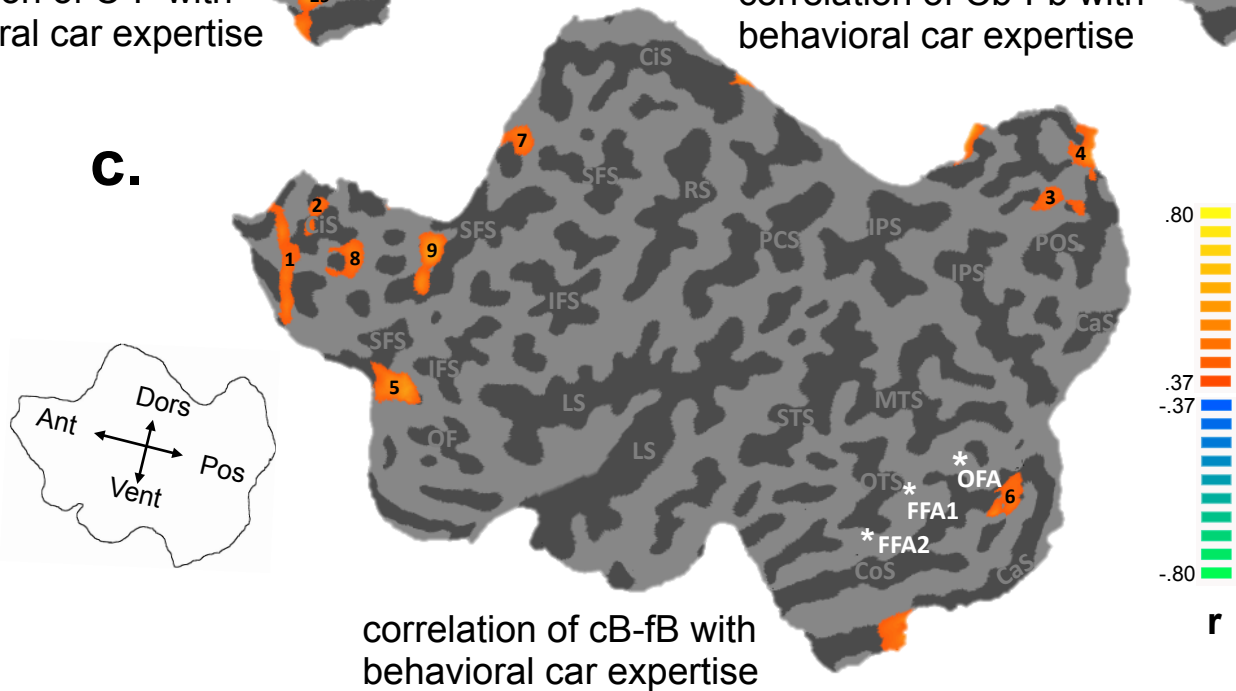 on of C-F with
ral car expertise
correlation of Cb-Fb with
behavioral car expertise
c.
CiS
7
4
SFS
RS
3
2
CiS
SFS
PCS
IPS
POS
.80
1
8
9
IPS
IFS
CaS
SFS
IFS
5
.37
-.37
LS
STS
MTS
OF
LS
Dors
Ant
Pos
Vent
* OFA
OTS *
FFA1
6
* FFA2
CoS
CaS
-.80
r
correlation of cB-fB with
behavioral car expertise